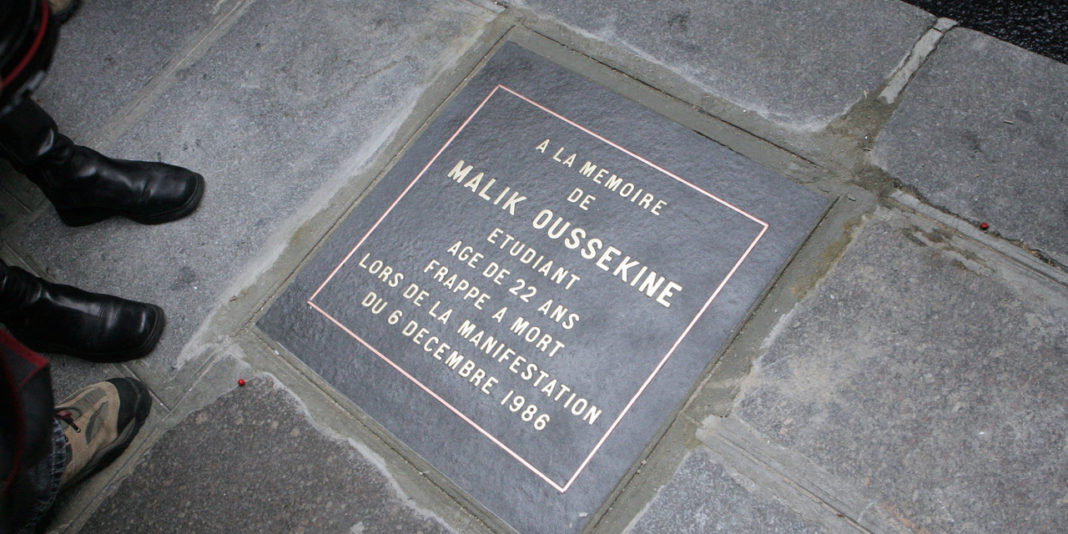 A LA MEMOIRE
DE
MALIK OUSSEKINE
ETUDIANT
AGE DE 22 ANS
FRAPPE A MORT
LORS DE LA MANIFESTATION
DU 6 DECEMBRE 1986